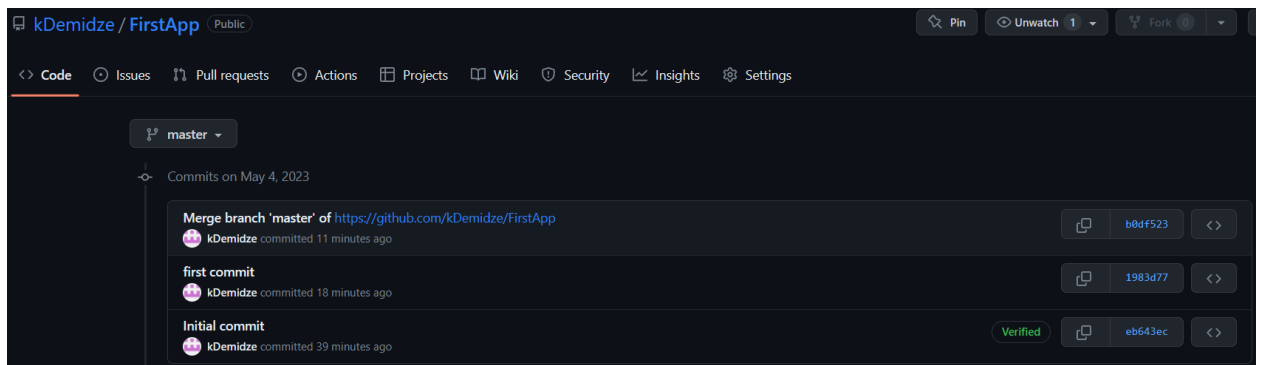 kDemidze / FirstApp Public Pin Unwatch 1 Fork 0
<> Code Issues Pull requests Actions Projects Wiki Security Insights Settings
master
Commits on May 4, 2023
Merge branch 'master' of https://github.com/kDemidze/FirstApp
kDemidze committed 11 minutes ago
b0df523 <>
first commit
kDemidze committed 18 minutes ago
1983d77 <>
Initial commit
kDemidze committed 39 minutes ago
Verified eb643ec <>